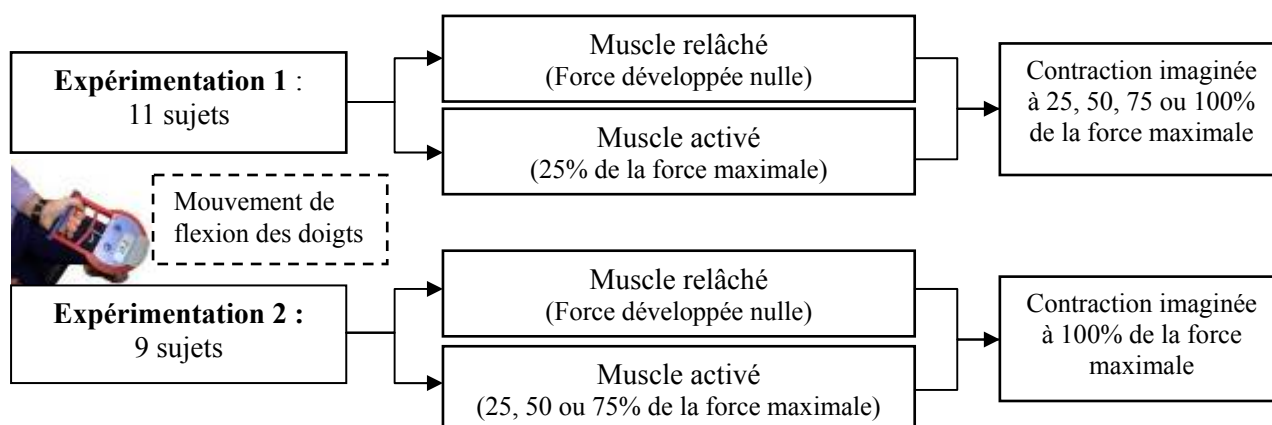 Expérimentation 1 :
11 sujets
Muscle relâché
(Force développée nulle)
Muscle activé
(25% de la force maximale)
Contraction imaginée
à 25, 50, 75 ou 100%
de la force maximale
Mouvement de
flexion des doigts
Expérimentation 2 :
9 sujets
Muscle relâché
(Force développée nulle)
Muscle activé
(25, 50 ou 75% de la force maximale)
Contraction imaginée
à 100% de la force
maximale